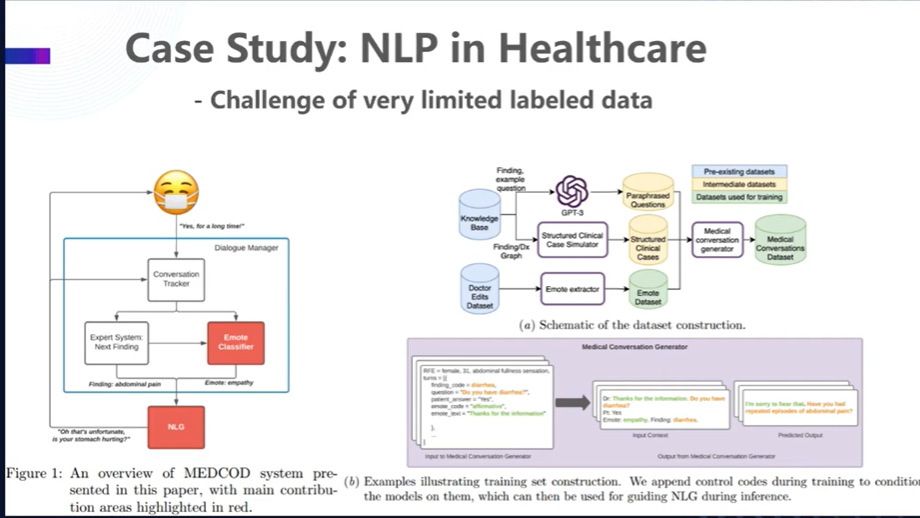 Case Study: NLP in Healthcare
- Challenge of very limited labeled data
"Yes, for a long time!"
Dialogue Manager
Conversation
Tracker
Expert System:
Next Finding
Emote
Classifier
Finding: abdominal pain
Emote: empathy
NLG
"Oh that's unfortunate,
is your stomach hurting?"
Figure 1: An overview of MEDCOD system pre-
sented in this paper, with main contribu-
tion areas highlighted in red.
Finding,
example
question
GPT-3
Knowledge
Base
Finding/Dx
Graph
Structured Clinical
Case Simulator
Doctor
Edits
Dataset
Emote extractor
Paraphrased
Questions
Structured
Clinical
Cases
Emote
Dataset
Pre-existing datasets
Intermediate datasets
Datasets used for training
Medical
conversation
generator
Medical
Conversations
Dataset
(a) Schematic of the dataset construction.
Medical Conversation Generator
RFE = female, 31, abdominal fullness sensation,
turns = [{
finding_code = diarrhea,
question = "Do you have diarrhea?",
patient_answer = "Yes",
emote_code = "affirmative",
emote_text = "Thanks for the information"
},
...
]
Input to Medical Conversation Generator
Dr: Thanks for the information. Do you have
diarrhea?
Pt: Yes
Emote: empathy, Finding: diarrhea.
Input Context
I'm sorry to hear that. Have you had
repeated episodes of abdominal pain?
Predicted Output
Output from Medical Conversation Generator
(b) Examples illustrating training set construction. We append control codes during training to condition
the models on them, which can then be used for guiding NLG during inference.